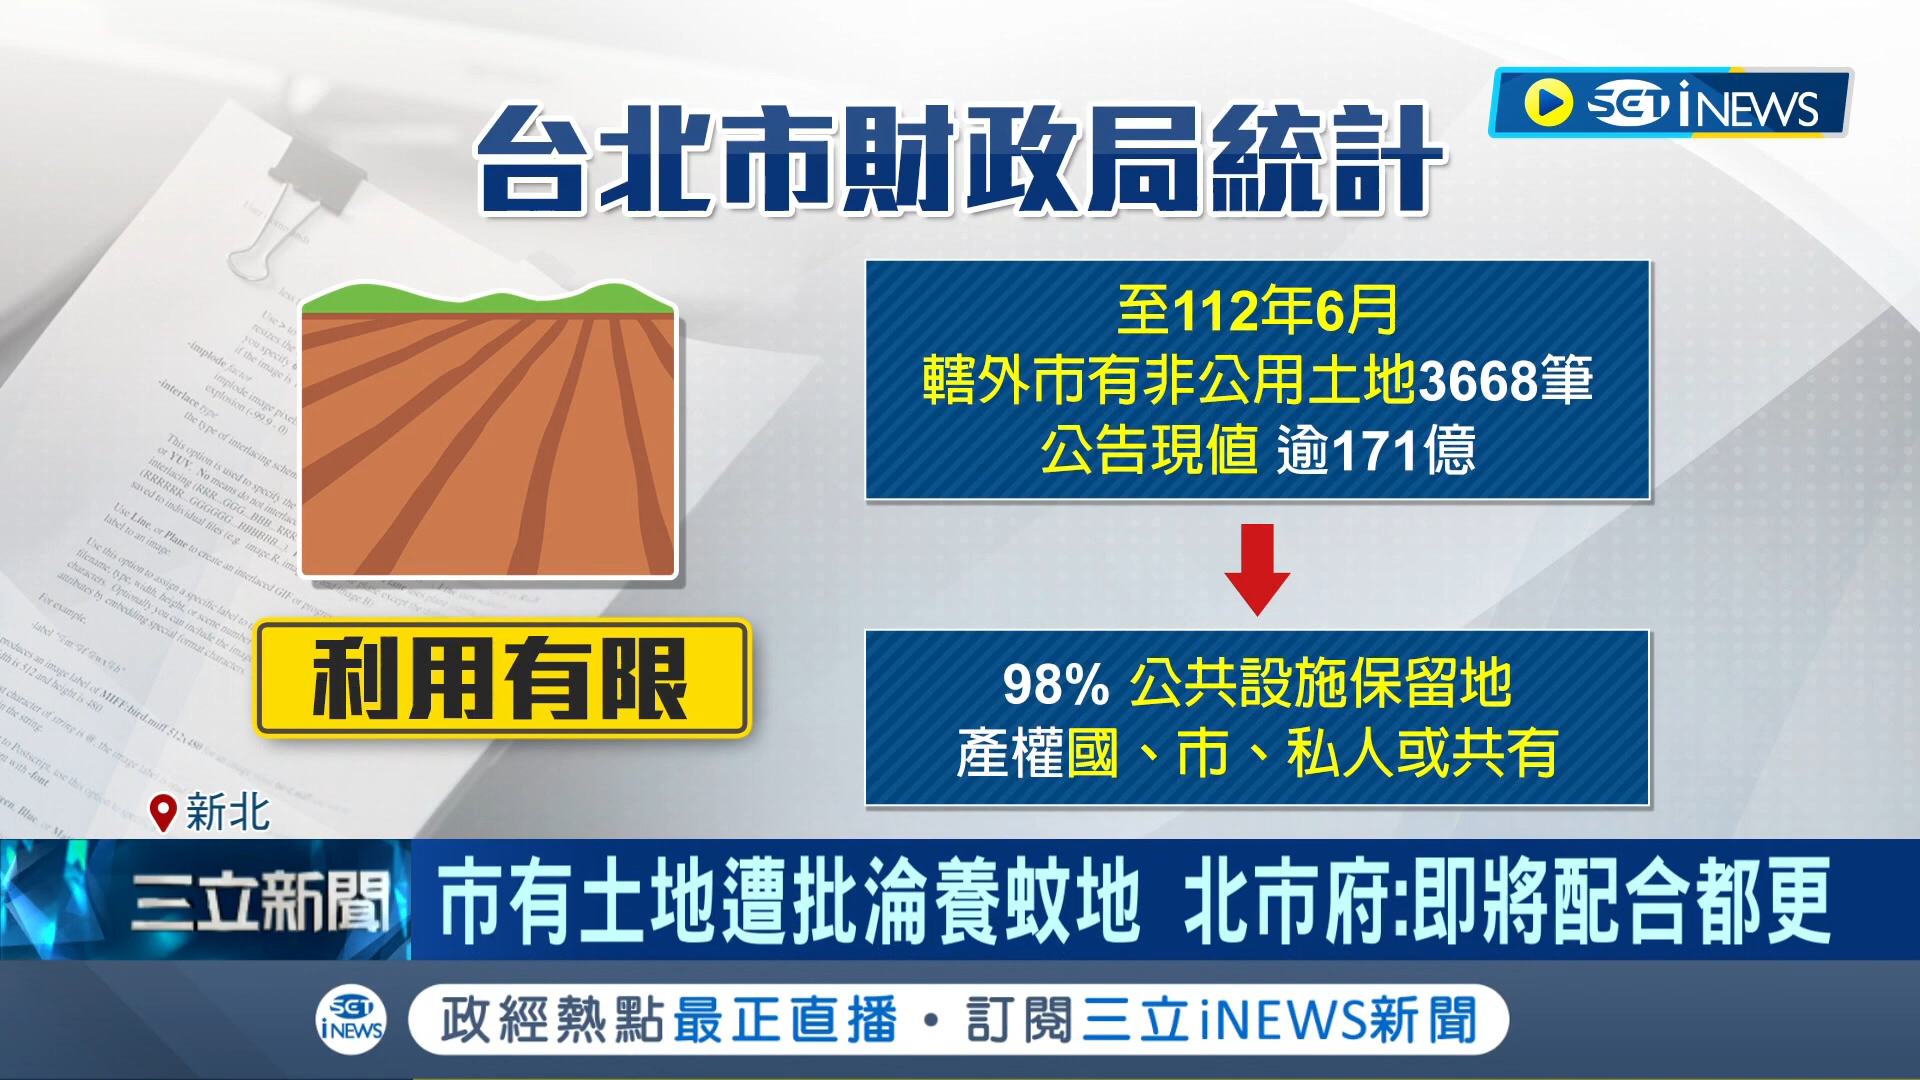 SET iNEWS
台北市財政局統計
至112年6月
轄外市有非公用土地3668筆
公告現值 逾171億
利用有限
98% 公共設施保留地
產權國、市、私人或共有
新北
三立新聞
市有土地遭批淪養蚊地 北市府:即將配合都更
SET iNEWS
政經熱點最正直播・訂閱三立iNEWS新聞